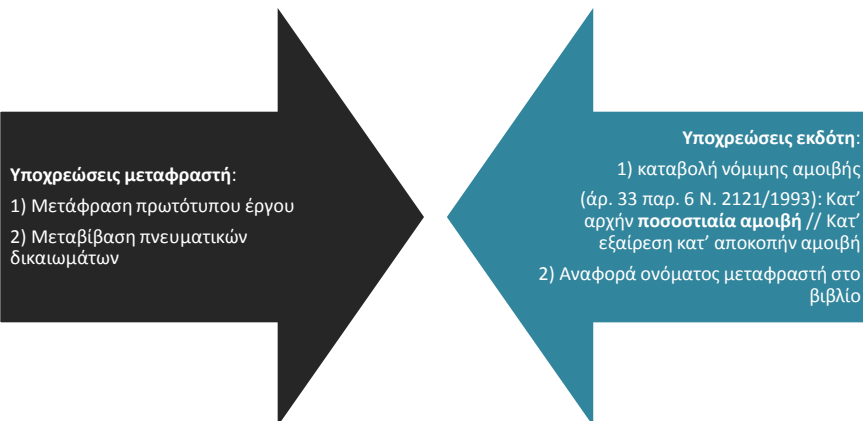 Υποχρεώσεις μεταφραστή:
1) Μετάφραση πρωτότυπου έργου
2) Μεταβίβαση πνευματικών
δικαιωμάτων
Υποχρεώσεις εκδότη:
1) καταβολή νόμιμης αμοιβής
(άρ. 33 παρ. 6 Ν. 2121/1993): Κατ’
αρχήν ποσοστιαία αμοιβή // Κατ’
εξαίρεση κατ’ αποκοπήν αμοιβή
2) Αναφορά ονόματος μεταφραστή στο
βιβλίο